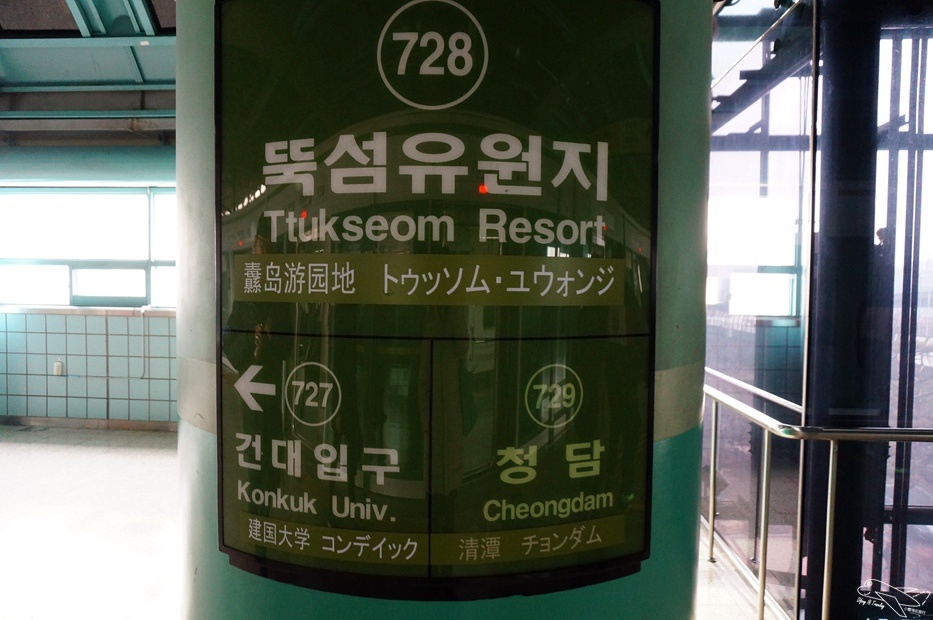 728
뚝섬유원지
Ttukseom Resort
纛岛游园地 トゥッソム・ユウォンジ
← 727
729
건대입구
청담
Konkuk Univ.
Cheongdam
建国大学 コンデイック
清潭 チョンダム